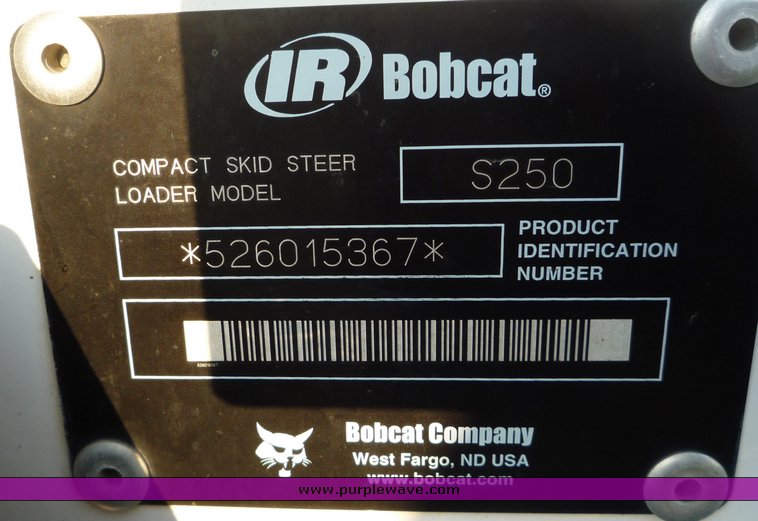 IR Bobcat®
COMPACT SKID STEER
LOADER MODEL
S250
*526015367*
PRODUCT
IDENTIFICATION
NUMBER
526015367
Bobcat Company
West Fargo, ND USA
www.bobcat.com
www.purplewave.com